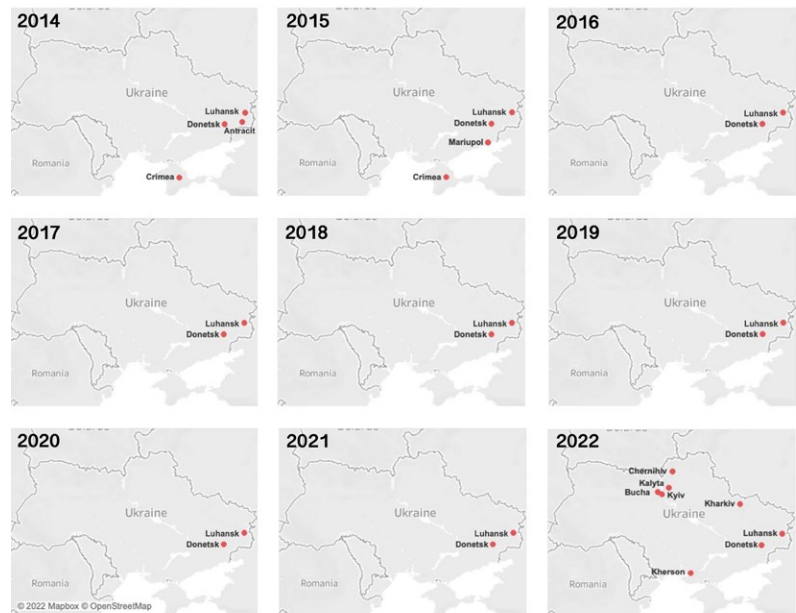 2014
Ukraine
Luhansk
Donetsk
Antracit
Romania
Crimea
2015
Ukraine
Luhansk
Donetsk
Mariupol
Romania
Crimea
2016
Ukraine
Luhansk
Donetsk
Romania
2017
Ukraine
Luhansk
Donetsk
Romania
2018
Ukraine
Luhansk
Donetsk
Romania
2019
Ukraine
Luhansk
Donetsk
Romania
2020
Ukraine
Luhansk
Donetsk
Romania
© 2022 Mapbox © OpenStreetMap
2021
Ukraine
Luhansk
Donetsk
Romania
2022
Chernihiv
Kalyta
Bucha
Kyiv
Kharkiv
Ukraine
Luhansk
Donetsk
Kherson
Romania